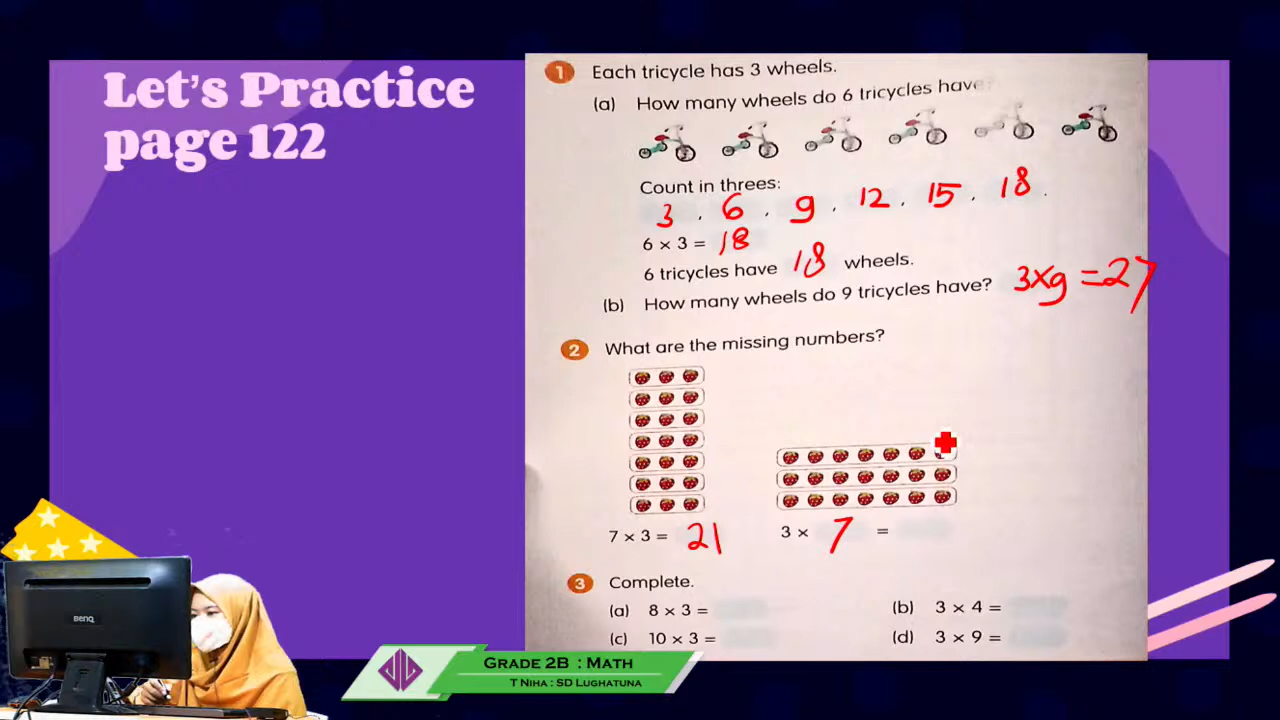 Let's Practice
page 122
1 Each tricycle has 3 wheels.
(a) How many wheels do 6 tricycles have?
Count in threes:
3 , 6 , 9 , 12 , 15 , 18 .
6 × 3 = 18
6 tricycles have 18 wheels.
(b) How many wheels do 9 tricycles have? 3x9 = 27
2 What are the missing numbers?
7 × 3 = 21
3 × 7 =
3 Complete.
(a) 8 × 3 =
(b) 3 × 4 =
(c) 10 × 3 =
(d) 3 × 9 =
BenQ
GRADE 2B : MATH
T NIHA : SD LUGHATUNA